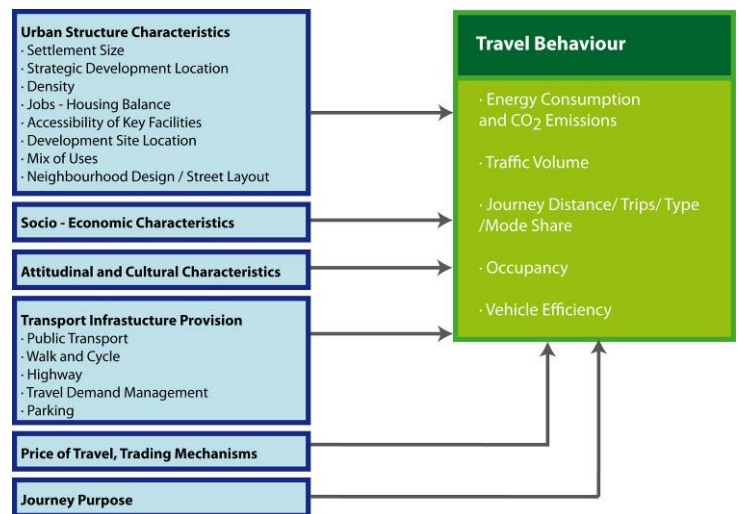 Urban Structure Characteristics
· Settlement Size
· Strategic Development Location
· Density
· Jobs - Housing Balance
· Accessibility of Key Facilities
· Development Site Location
· Mix of Uses
· Neighbourhood Design / Street Layout
Socio - Economic Characteristics
Attitudinal and Cultural Characteristics
Transport Infrastucture Provision
· Public Transport
· Walk and Cycle
· Highway
· Travel Demand Management
· Parking
Price of Travel, Trading Mechanisms
Journey Purpose
Travel Behaviour
· Energy Consumption
and CO2 Emissions
· Traffic Volume
· Journey Distance/ Trips/ Type
/Mode Share
· Occupancy
· Vehicle Efficiency